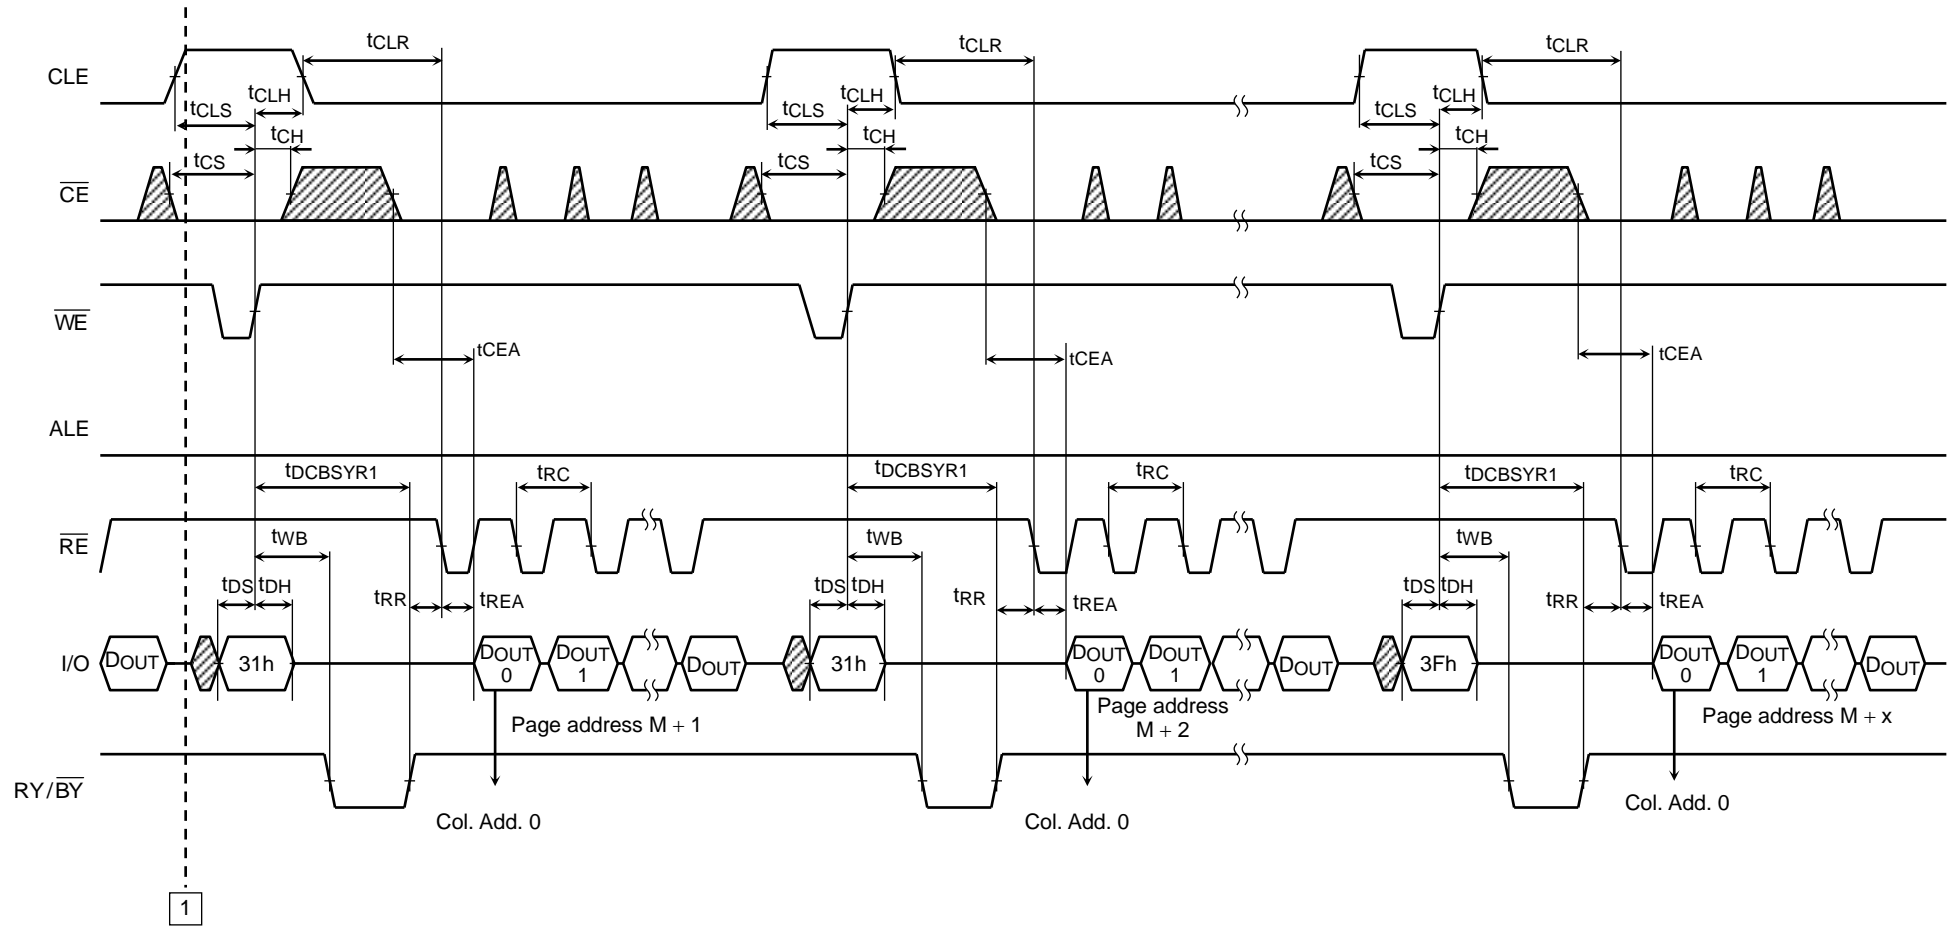 tCLR tCLR tCLR
CLE
tCLH tCLH tCLH
tCLS tCLS tCLS
tCH tCH tCH
tCS tCS tCS
CE
WE
tCEA tCEA tCEA
ALE
tDCBSYR1 tRC tDCBSYR1 tRC tDCBSYR1 tRC
RE
tWB tWB tWB
tDS tDH tDS tDH tDS tDH
tRR tREA tRR tREA tRR tREA
I/O DOUT 31h DOUT 0 DOUT 1 DOUT 31h DOUT 0 DOUT 1 DOUT 3Fh DOUT 0 DOUT 1 DOUT
Page address M + 1
Page address
M + 2
Page address M + x
RY/BY
Col. Add. 0
Col. Add. 0
Col. Add. 0
1